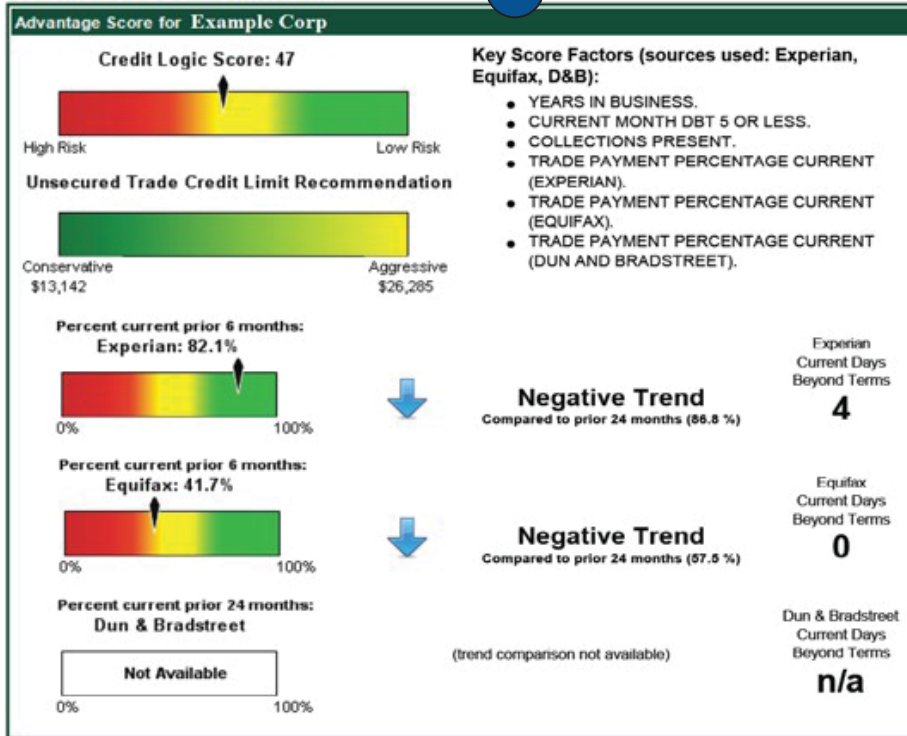 Advantage Score for Example Corp
Credit Logic Score: 47
High Risk
Low Risk
Unsecured Trade Credit Limit Recommendation
Conservative
$13,142
Aggressive
$26,285
Key Score Factors (sources used: Experian,
Equifax, D&B):
• YEARS IN BUSINESS.
• CURRENT MONTH DBT 5 OR LESS.
• COLLECTIONS PRESENT.
• TRADE PAYMENT PERCENTAGE CURRENT
(EXPERIAN).
• TRADE PAYMENT PERCENTAGE CURRENT
(EQUIFAX).
• TRADE PAYMENT PERCENTAGE CURRENT
(DUN AND BRADSTREET).
Percent current prior 6 months:
Experian: 82.1%
0%
100%
Negative Trend
Compared to prior 24 months (86.8 %)
Experian
Current Days
Beyond Terms
4
Percent current prior 6 months:
Equifax: 41.7%
0%
100%
Negative Trend
Compared to prior 24 months (57.5 %)
Equifax
Current Days
Beyond Terms
0
Percent current prior 24 months:
Dun & Bradstreet
Not Available
0%
100%
(trend comparison not available)
Dun & Bradstreet
Current Days
Beyond Terms
n/a